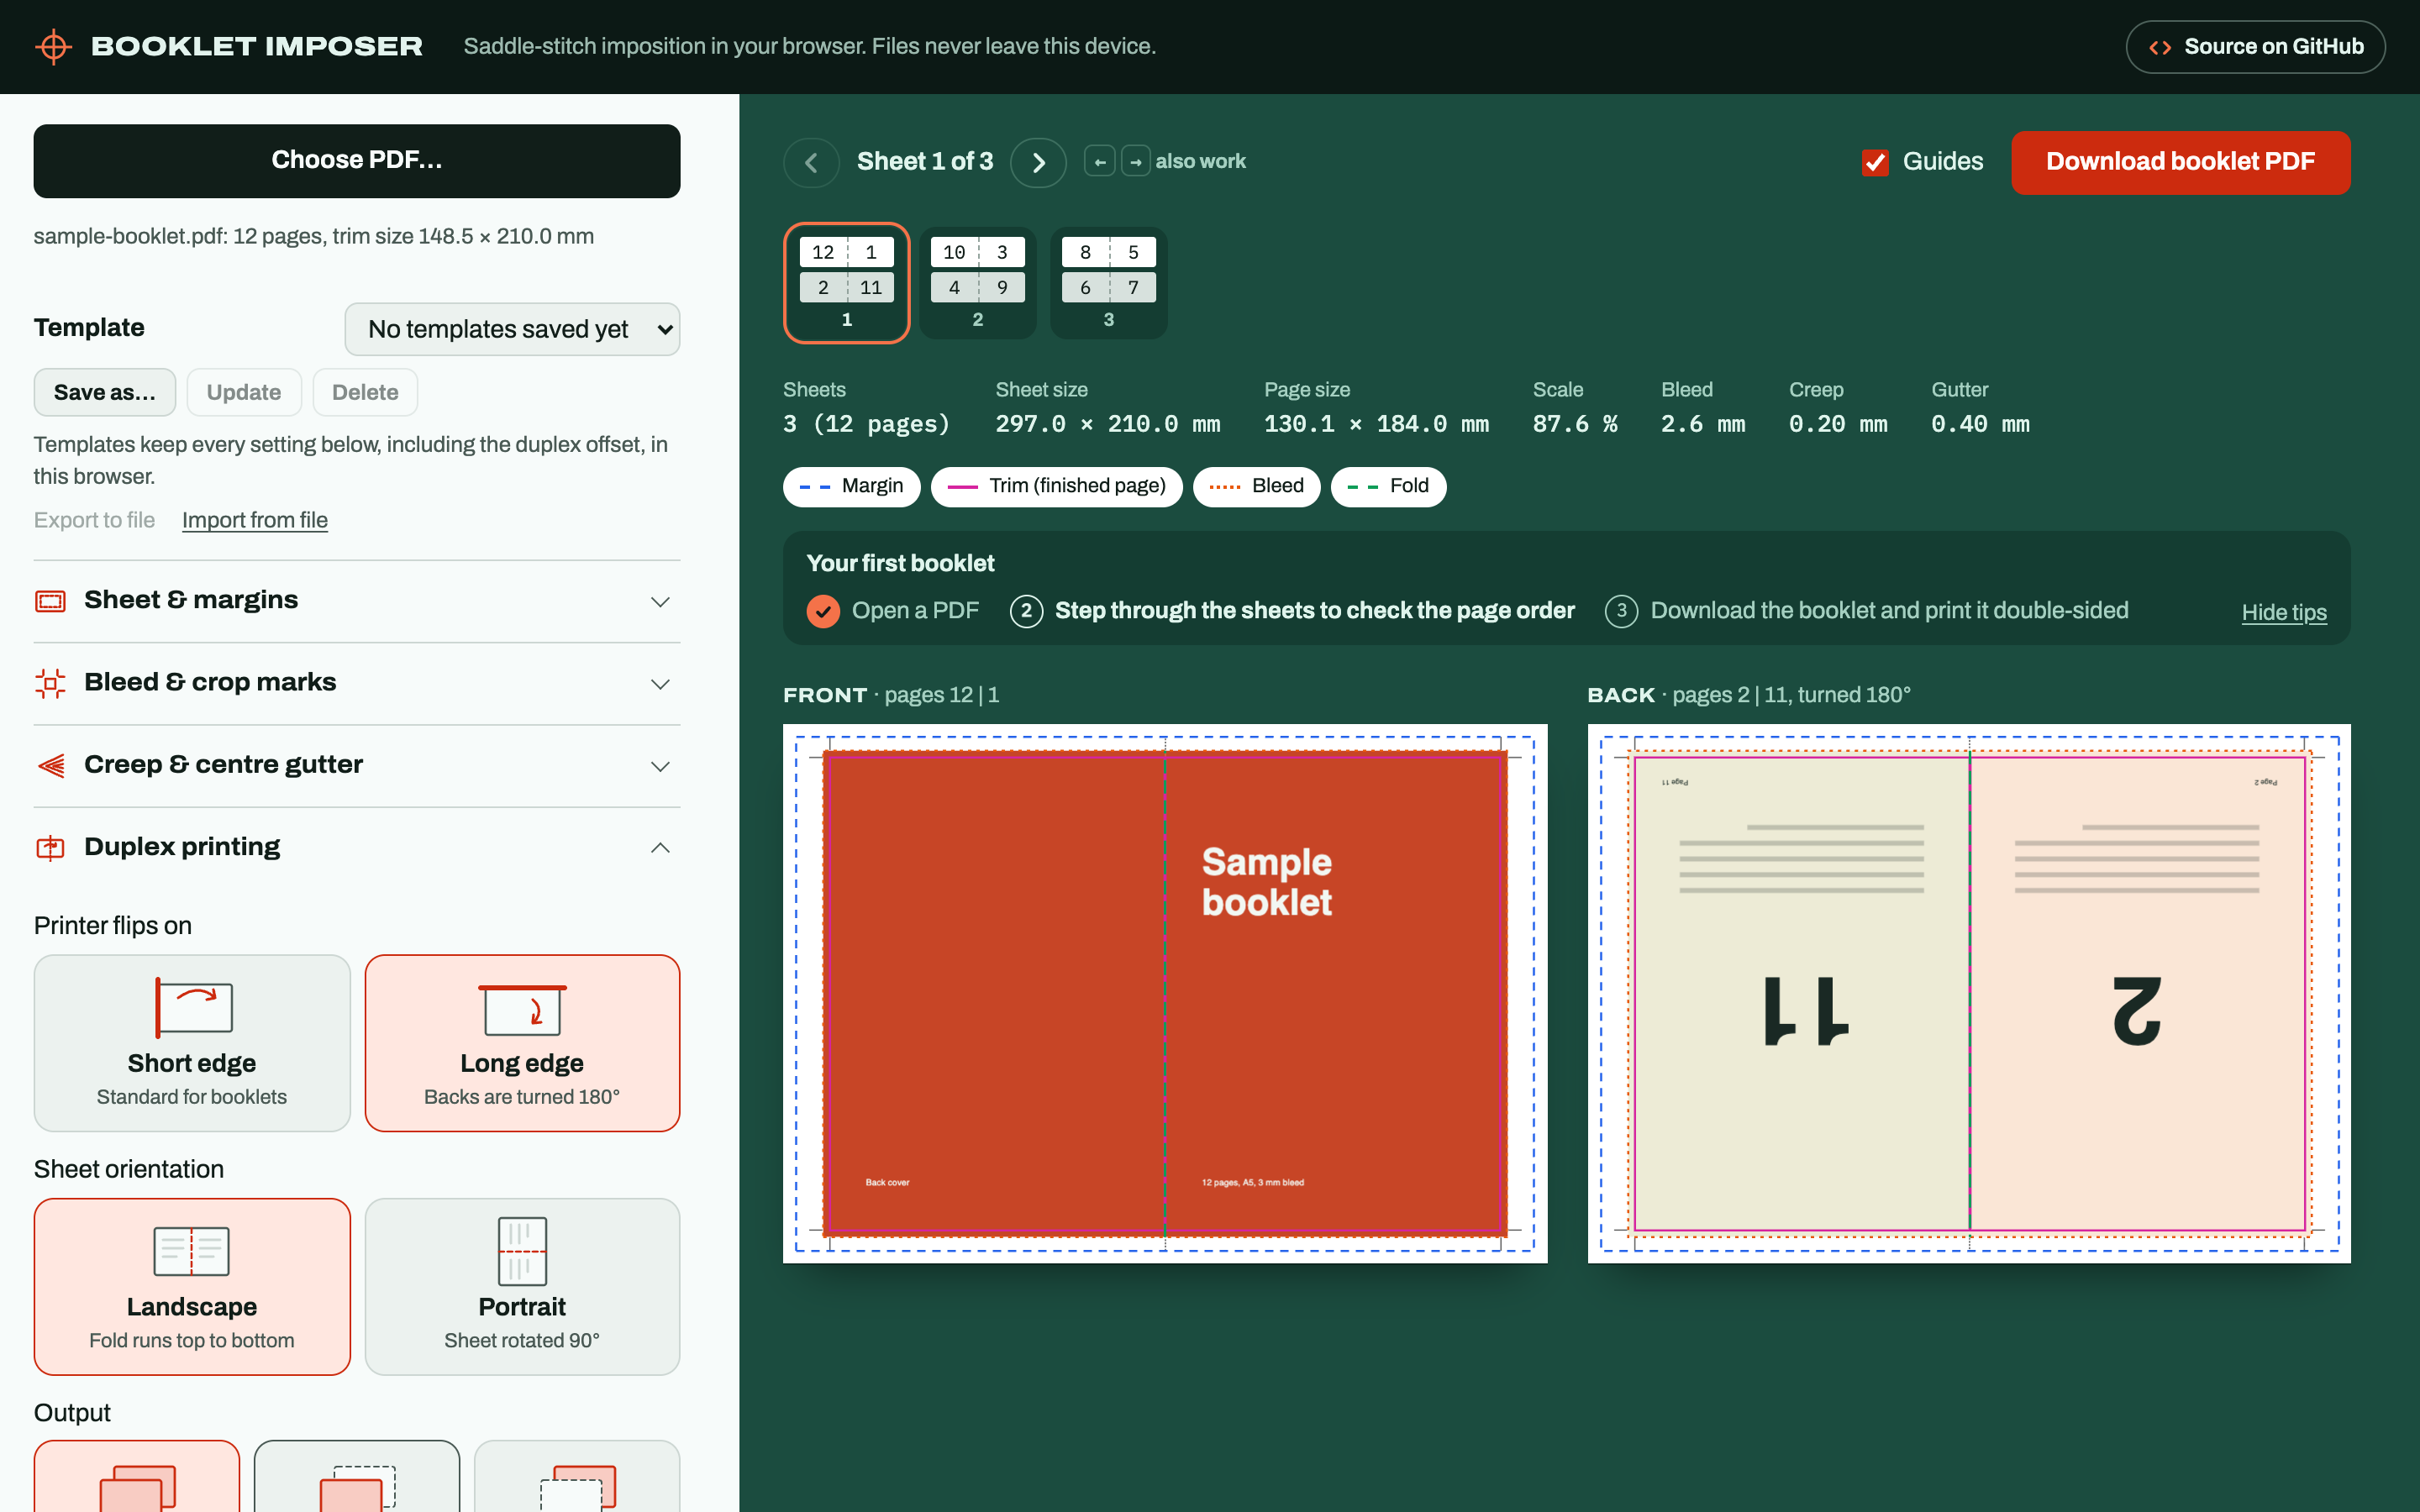 BOOKLET IMPOSER
Saddle-stitch imposition in your browser. Files never leave this device.
Source on GitHub
Choose PDF…
sample-booklet.pdf: 12 pages, trim size 148.5 × 210.0 mm
Template
No templates saved yet
Save as…
Update
Delete
Templates keep every setting below, including the duplex offset, in
this browser.
Export to file
Import from file
Sheet & margins
Bleed & crop marks
Creep & centre gutter
Duplex printing
Printer flips on
Short edge
Standard for booklets
Long edge
Backs are turned 180°
Sheet orientation
Landscape
Fold runs top to bottom
Portrait
Sheet rotated 90°
Output
Sheet 1 of 3
← → also work
Guides
Download booklet PDF
12 1
2 11
1
10 3
4 9
2
8 5
6 7
3
Sheets
3 (12 pages)
Sheet size
297.0 × 210.0 mm
Page size
130.1 × 184.0 mm
Scale
87.6 %
Bleed
2.6 mm
Creep
0.20 mm
Gutter
0.40 mm
Margin
Trim (finished page)
Bleed
Fold
Your first booklet
Open a PDF
2 Step through the sheets to check the page order
3 Download the booklet and print it double-sided
Hide tips
FRONT · pages 12 | 1
Sample
booklet
Back cover
12 pages, A5, 3 mm bleed
BACK · pages 2 | 11, turned 180°
Page 11
Page 2
11
2